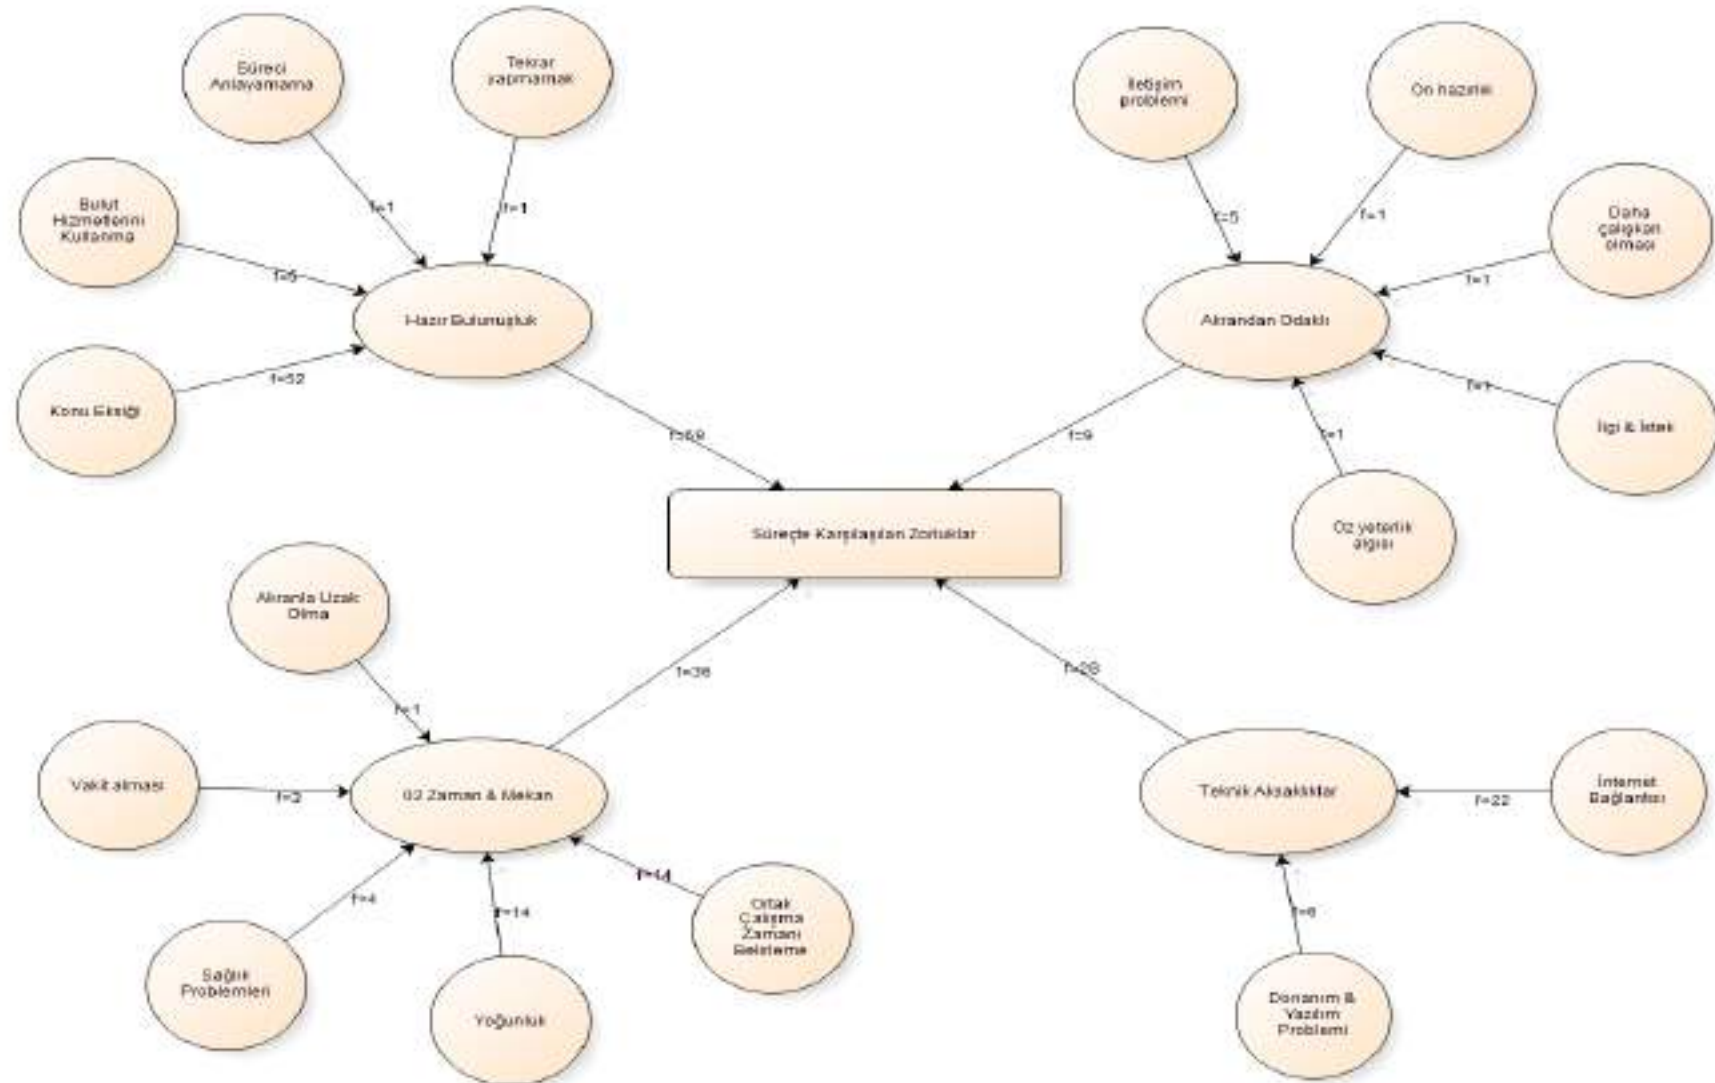 Süreci
Anlayamama
Tekrar
yapmamak
İletişim
problemi
Ön hazırlık
Bulut
Hizmetlerini
Kullanma
Daha
çalışkan
olması
f=1
f=1
f=5
f=1
f=5
f=1
Hazır Bulunuşluk
Akrandan Odaklı
Konu Eksiği
f=52
f=1
İlgi & İstek
f=59
f=9
f=1
Öz yeterlik
algısı
Süreçte Karşılaşılan Zorluklar
Akranla Uzak
Olma
f=36
f=28
f=1
Vakit alması
Zaman & Mekan
Teknik Aksaklıklar
f=22
İnternet
Bağlantısı
f=4
f=14
f=14
Ortak
Çalışma
Zamanı
Belirleme
f=6
Sağlık
Problemleri
Yoğunluk
Donanım &
Yazılım
Problemi